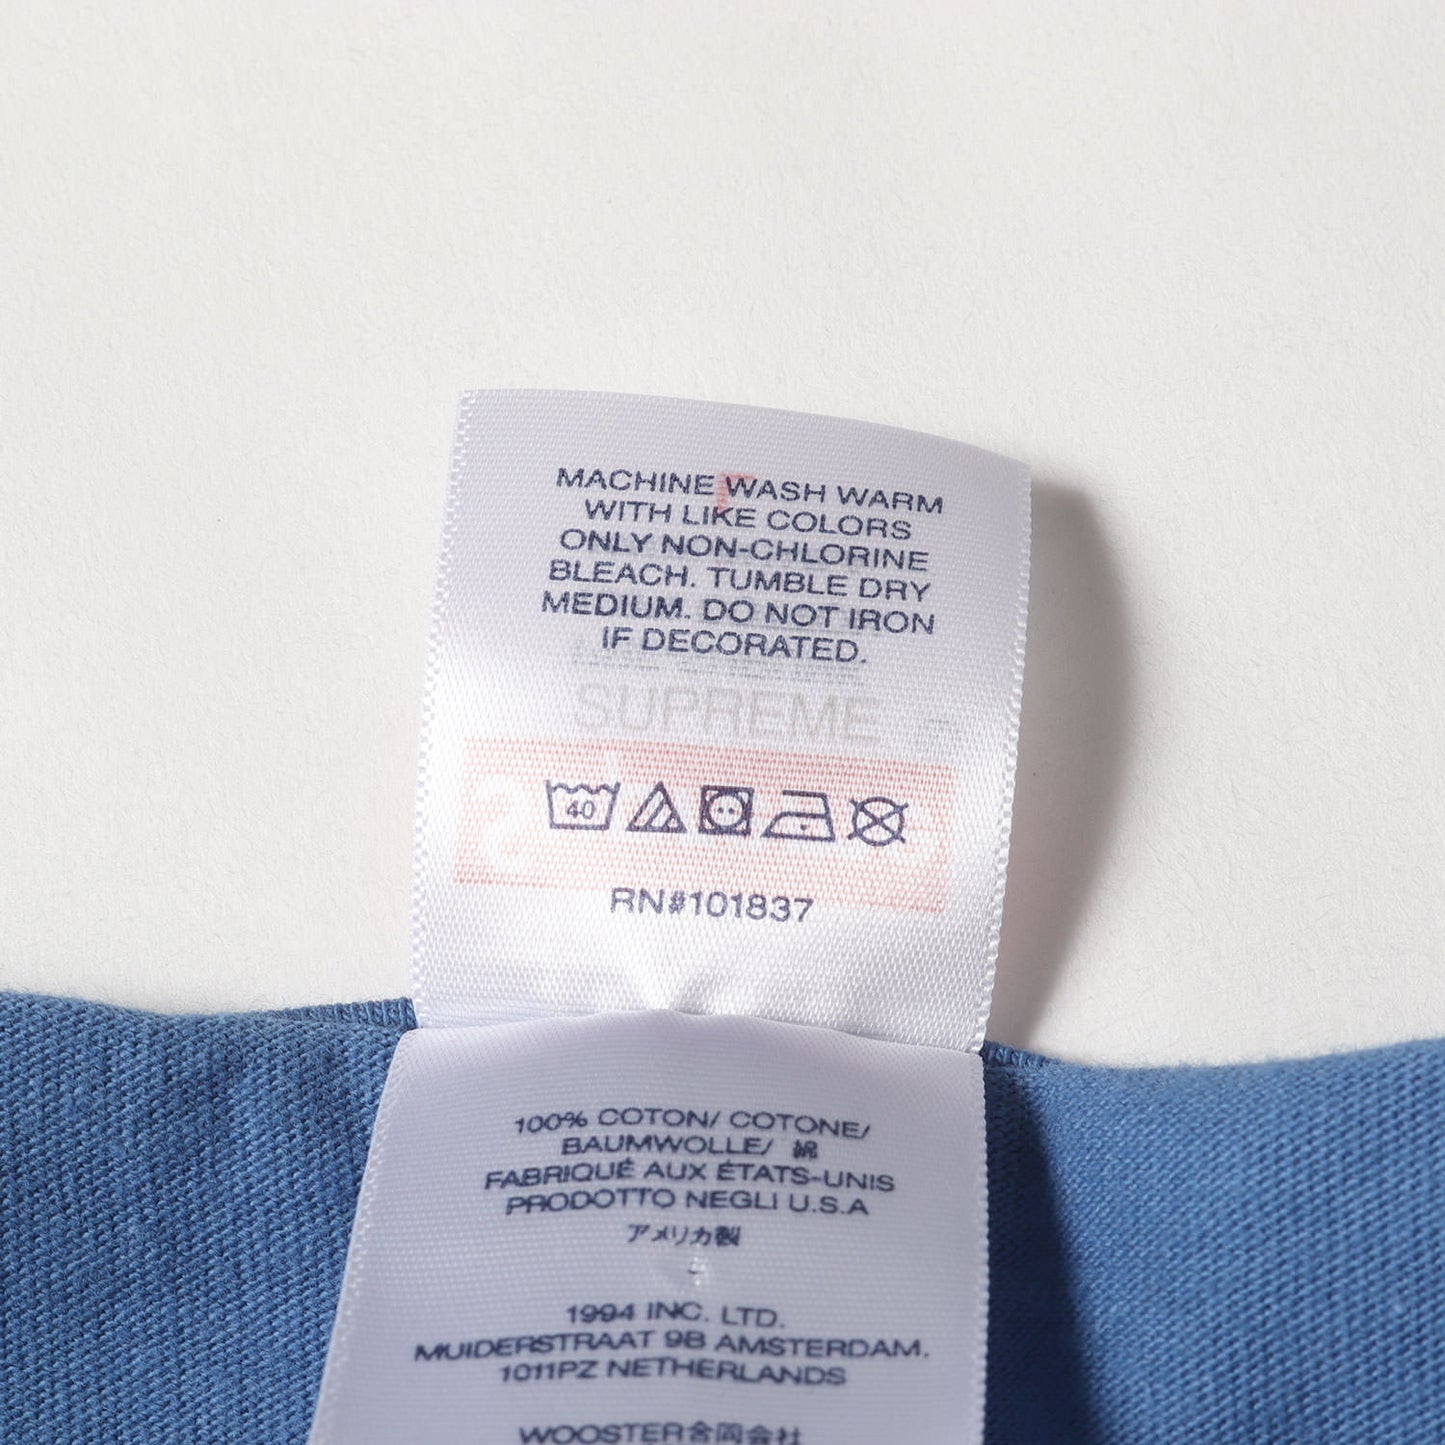 MACHINE WASH WARM
WITH LIKE COLORS
ONLY NON-CHLORINE
BLEACH. TUMBLE DRY
MEDIUM. DO NOT IRON
IF DECORATED.
SUPREME
40
RN#101837
100% COTON/ COTONE/
BAUMWOLLE/ 綿
FABRIQUÉ AUX ÉTATS-UNIS
PRODOTTO NEGLI U.S.A
アメリカ製
1994 INC. LTD.
MUIDERSTRAAT 9B AMSTERDAM.
1011PZ NETHERLANDS
WOOSTER合同会社